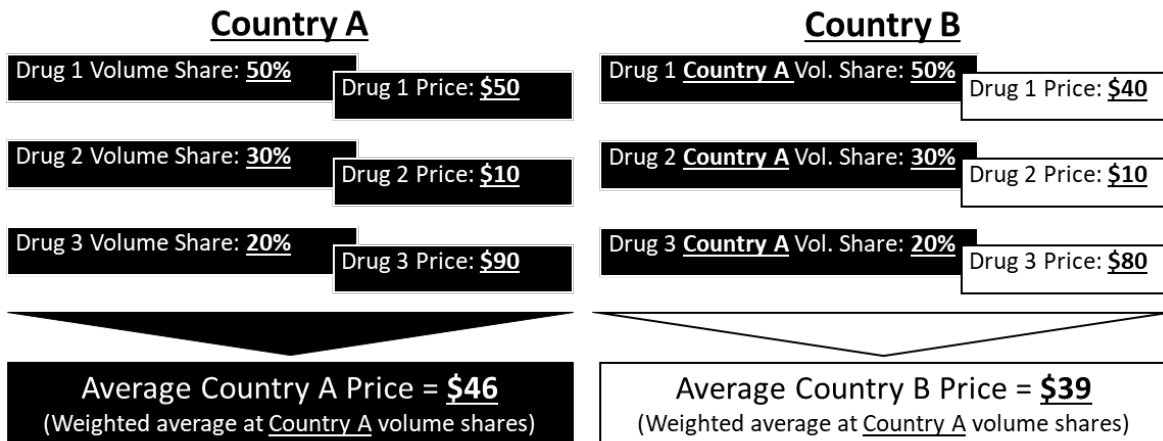 Country A
Drug 1 Volume Share: 50%
Drug 1 Price: $50
Drug 2 Volume Share: 30%
Drug 2 Price: $10
Drug 3 Volume Share: 20%
Drug 3 Price: $90
Average Country A Price = $46
(Weighted average at Country A volume shares)
Country B
Drug 1 Country A Vol. Share: 50%
Drug 1 Price: $40
Drug 2 Country A Vol. Share: 30%
Drug 2 Price: $10
Drug 3 Country A Vol. Share: 20%
Drug 3 Price: $80
Average Country B Price = $39
(Weighted average at Country A volume shares)